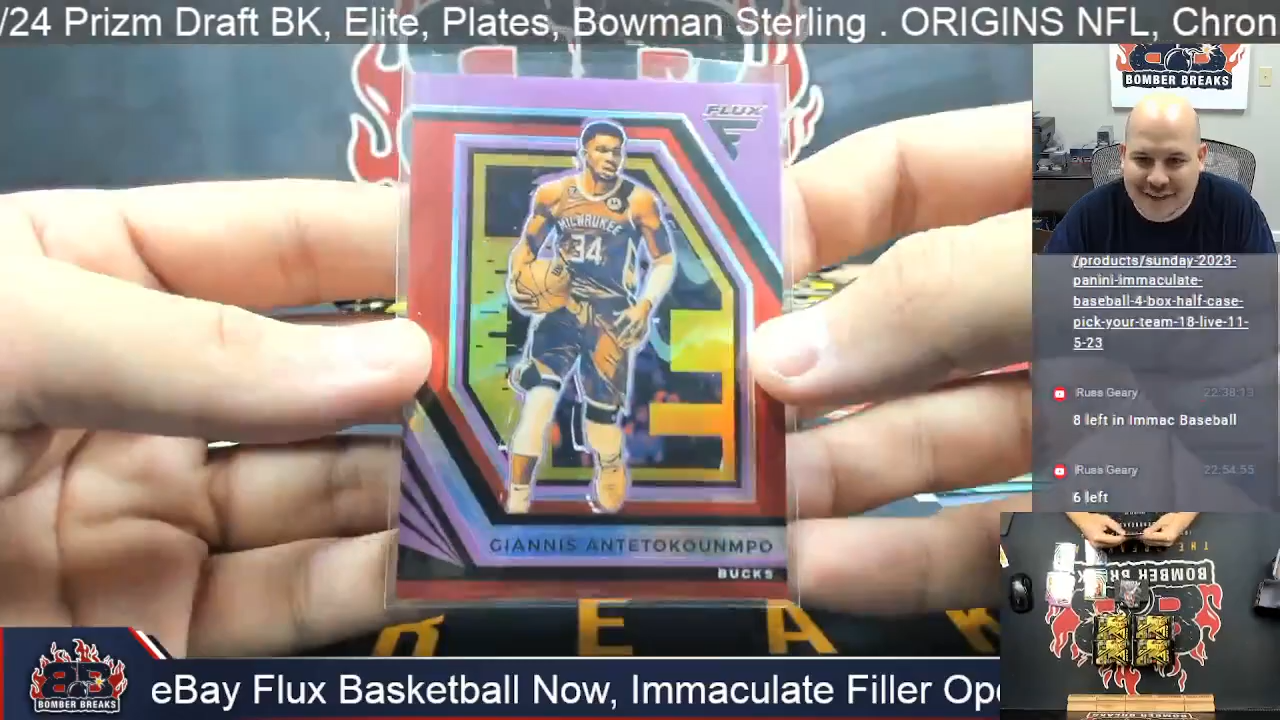 /24 Prizm Draft BK, Elite, Plates, Bowman Sterling . ORIGINS NFL, Chron
BOMBER BREAKS
FLUX
MILWAUKEE
34
GIANNIS ANTETOKOUNMPO
BUCKS
/products/sunday-2023-
panini-immaculate-
baseball-4-box-half-case-
pick-your-team-18-live-11-
5-23
Russ Geary 22:38:13
8 left in Immac Baseball
Russ Geary 22:54:55
6 left
BOMBER BREAKS
R E A K
BB
BOMBER BREAKS
eBay Flux Basketball Now, Immaculate Filler Ope